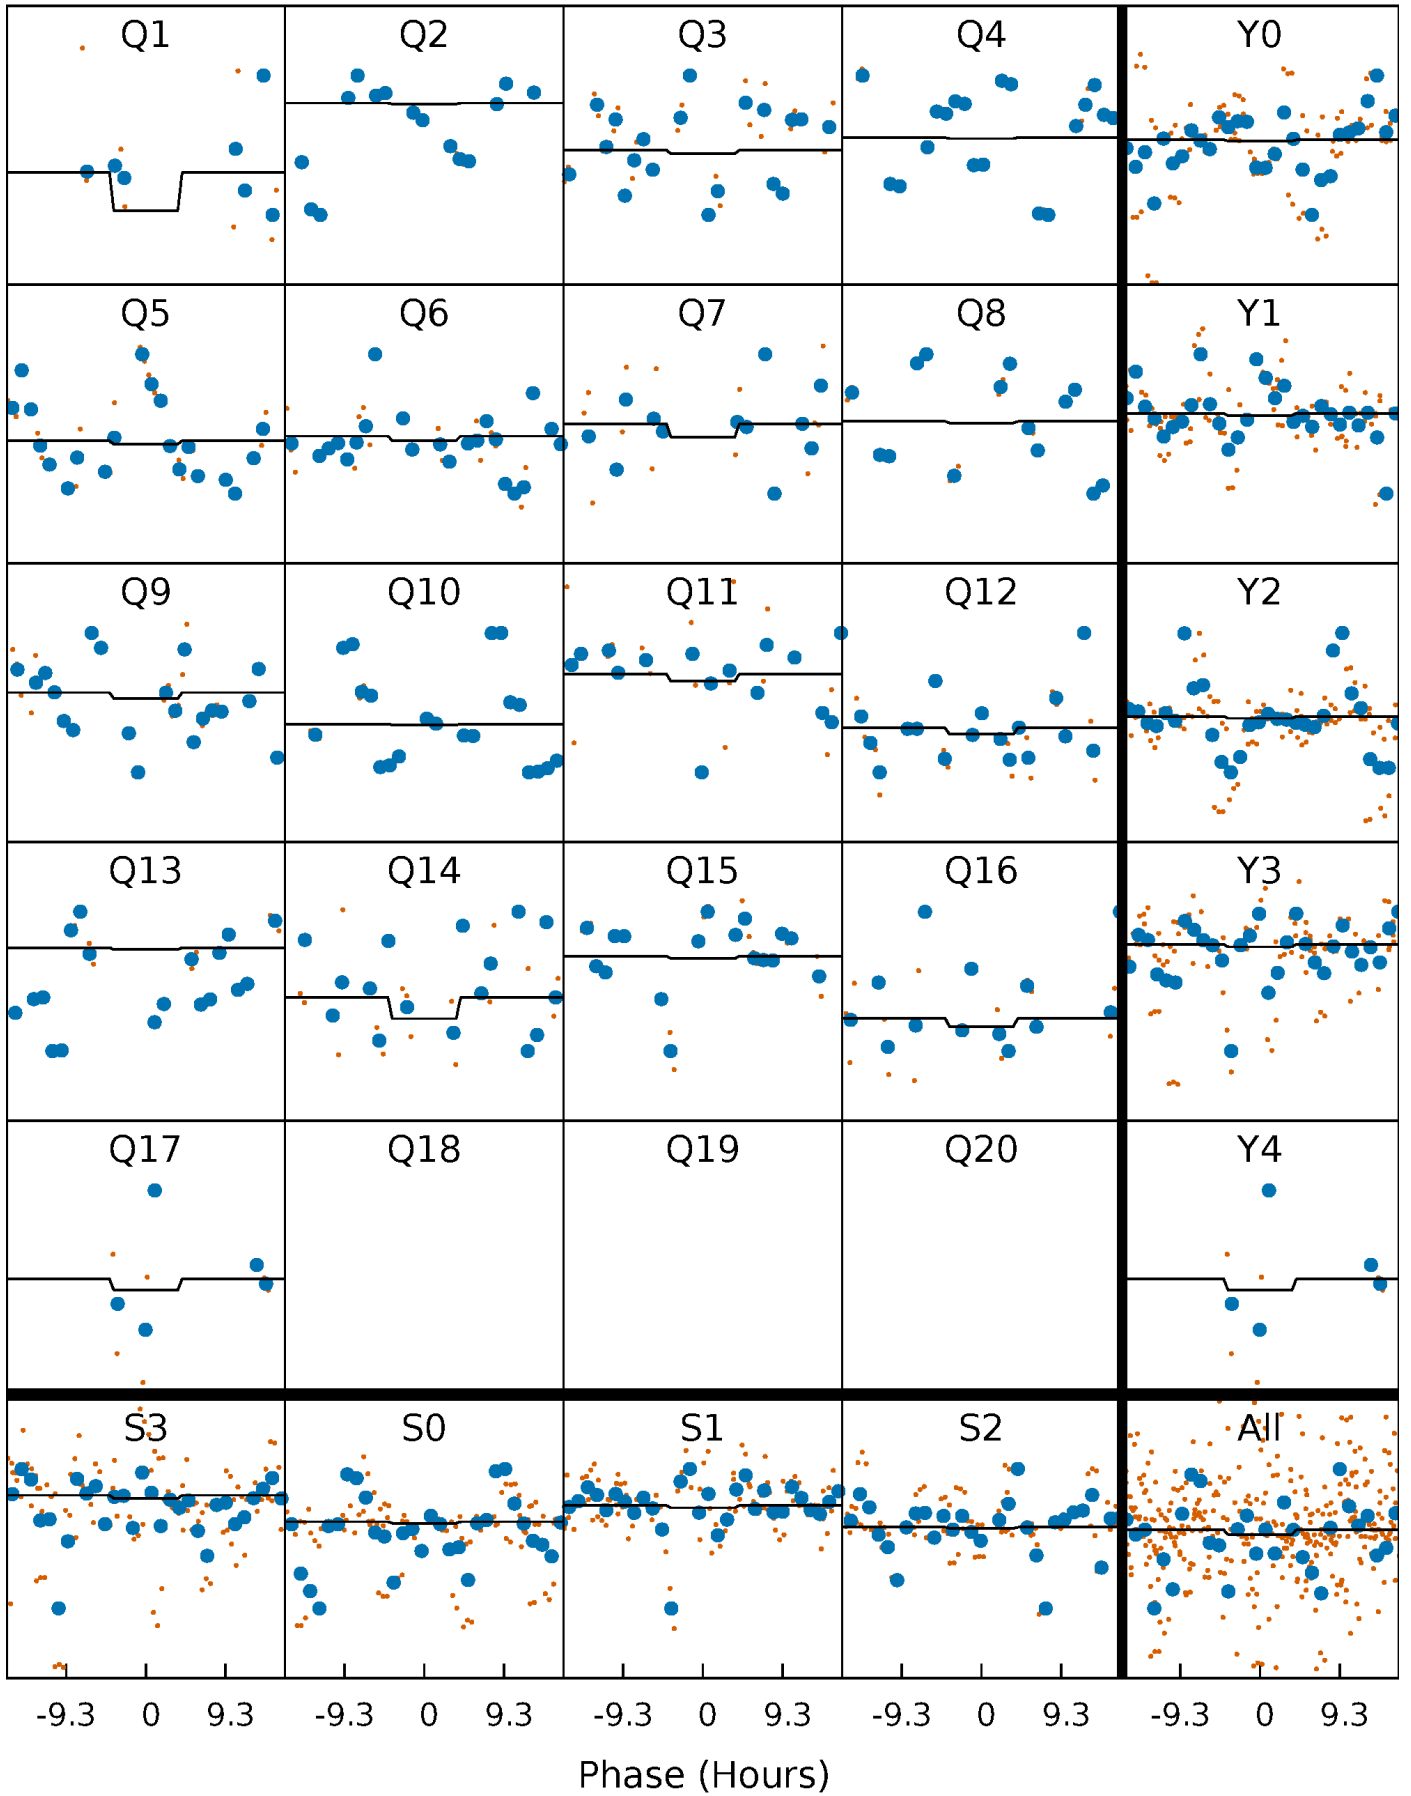 Q1 Q2 Q3 Q4 Y0
Q5 Q6 Q7 Q8 Y1
Q9 Q10 Q11 Q12 Y2
Q13 Q14 Q15 Q16 Y3
Q17 Q18 Q19 Q20 Y4
S3 S0 S1 S2 All
-9.3 0 9.3 -9.3 0 9.3 -9.3 0 9.3 -9.3 0 9.3 -9.3 0 9.3
Phase (Hours)